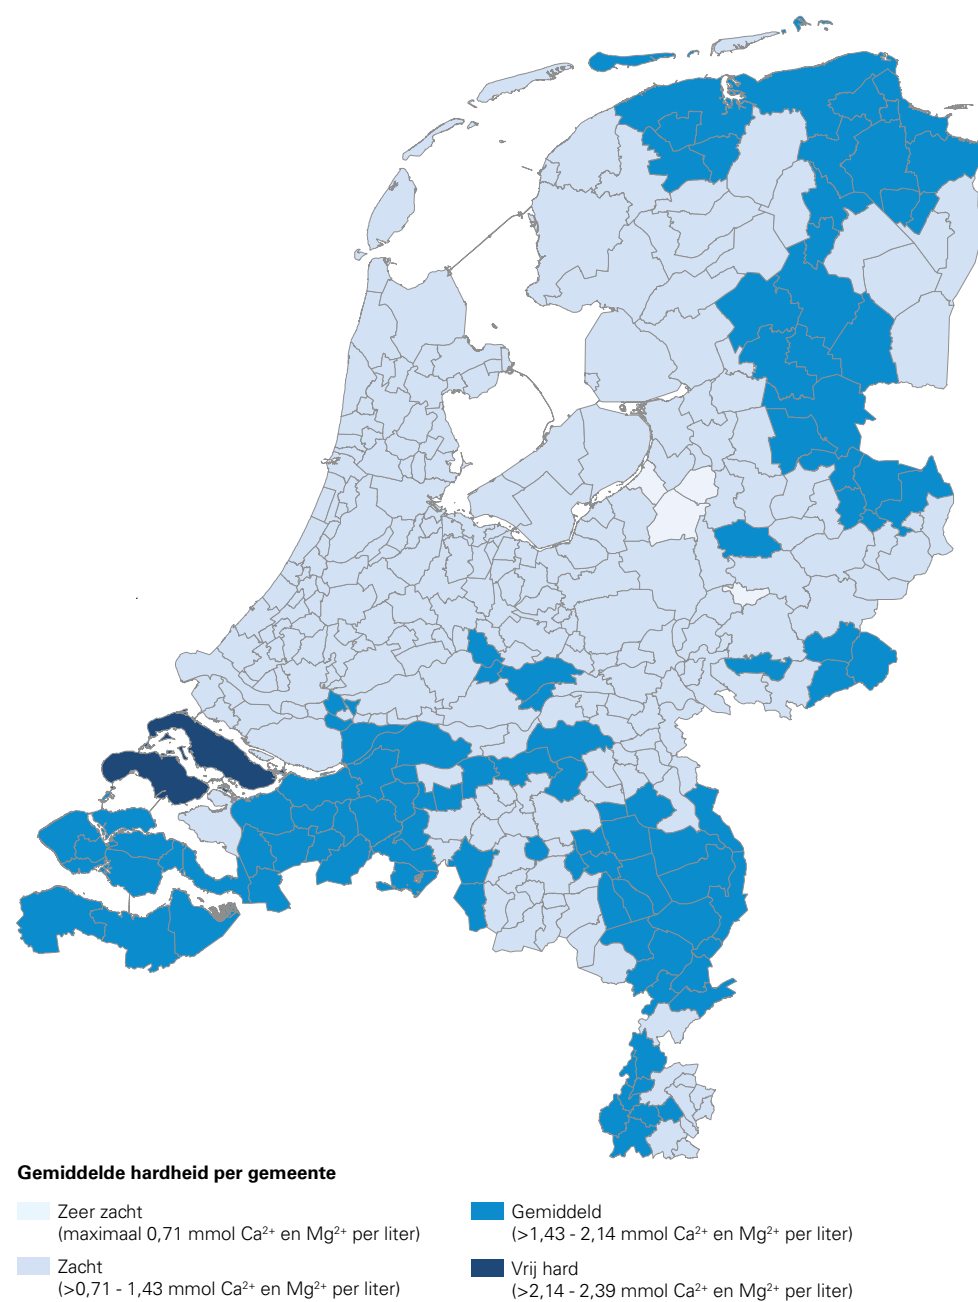 Gemiddelde hardheid per gemeente
Zeer zacht
(maximaal 0,71 mmol Ca²⁺ en Mg²⁺ per liter)
Zacht
(>0,71 - 1,43 mmol Ca²⁺ en Mg²⁺ per liter)
Gemiddeld
(>1,43 - 2,14 mmol Ca²⁺ en Mg²⁺ per liter)
Vrij hard
(>2,14 - 2,39 mmol Ca²⁺ en Mg²⁺ per liter)